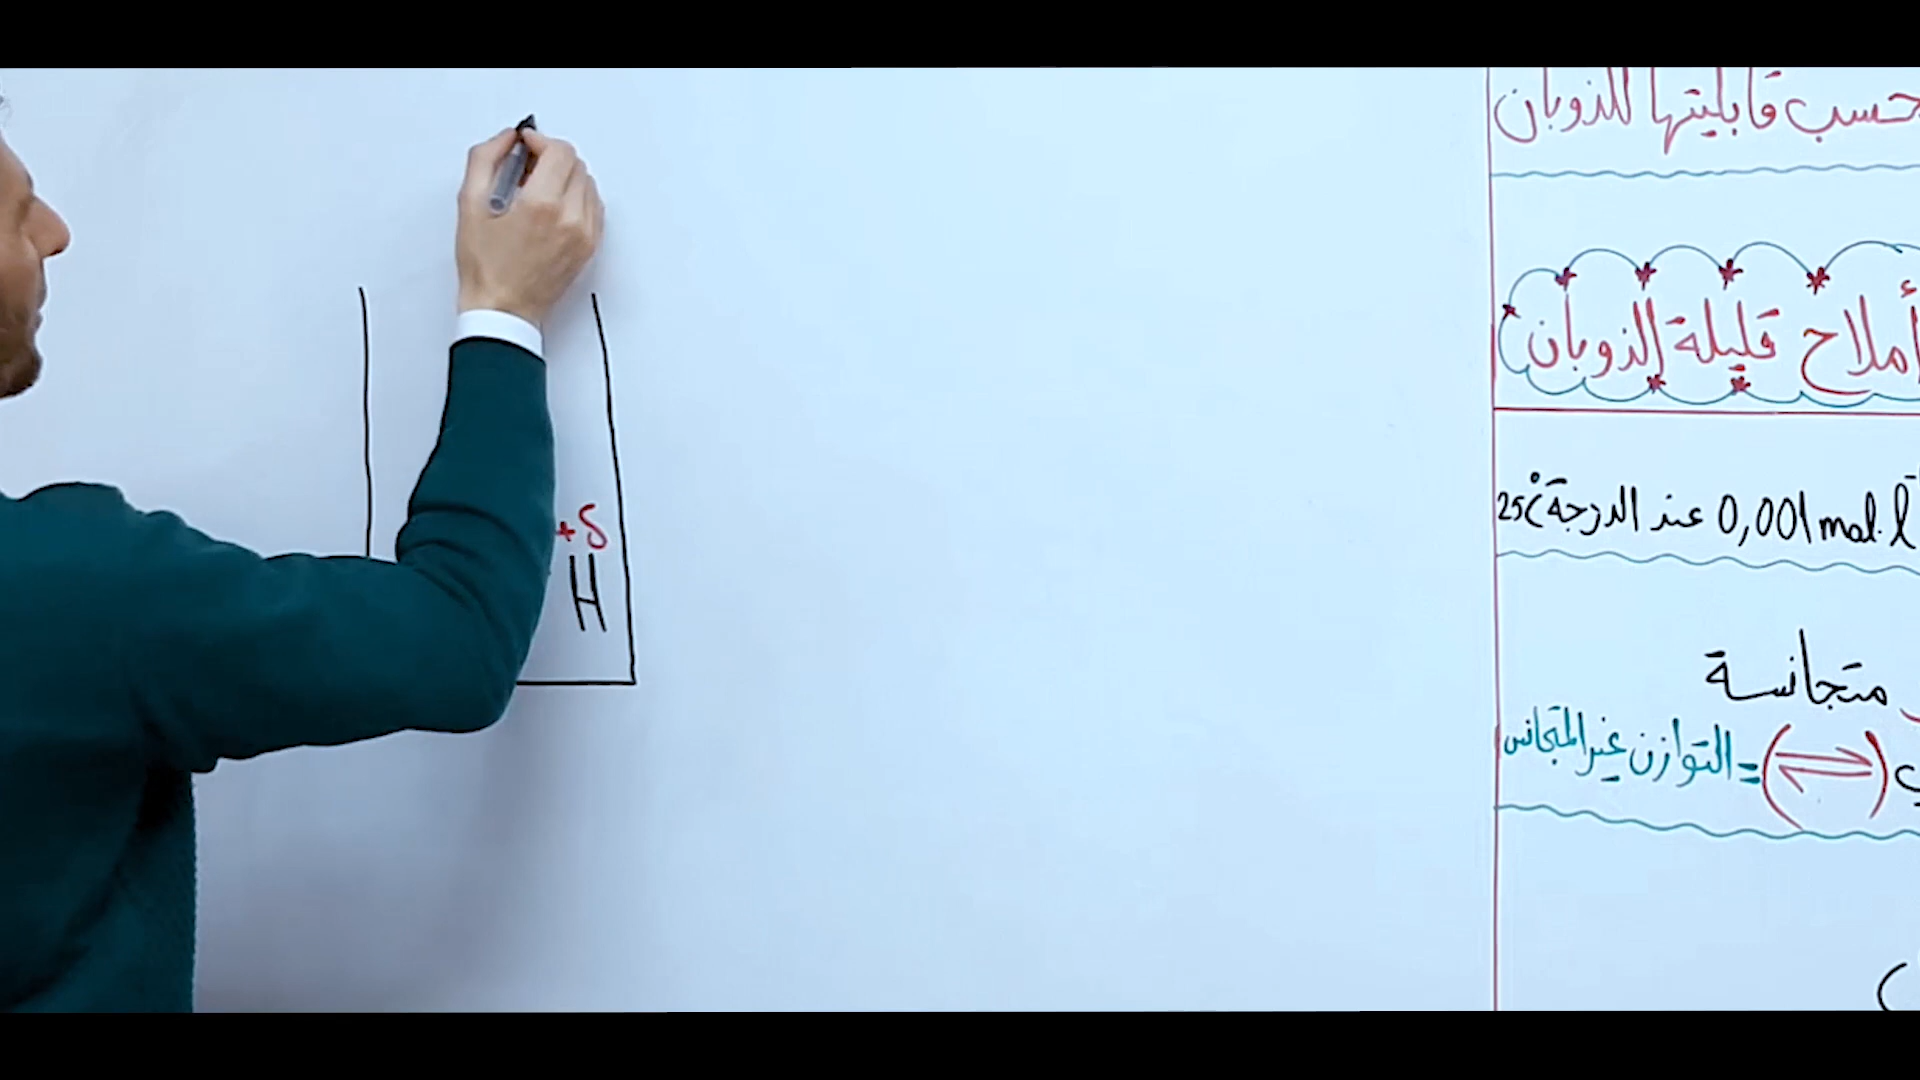 حسب قابليتها للذوبان
أملاح قليلة الذوبان
0,001 mol.l⁻ عند الدرجة 25°C
متجانسة
(⇌) = التوازن غير المتجانس
+δ
H